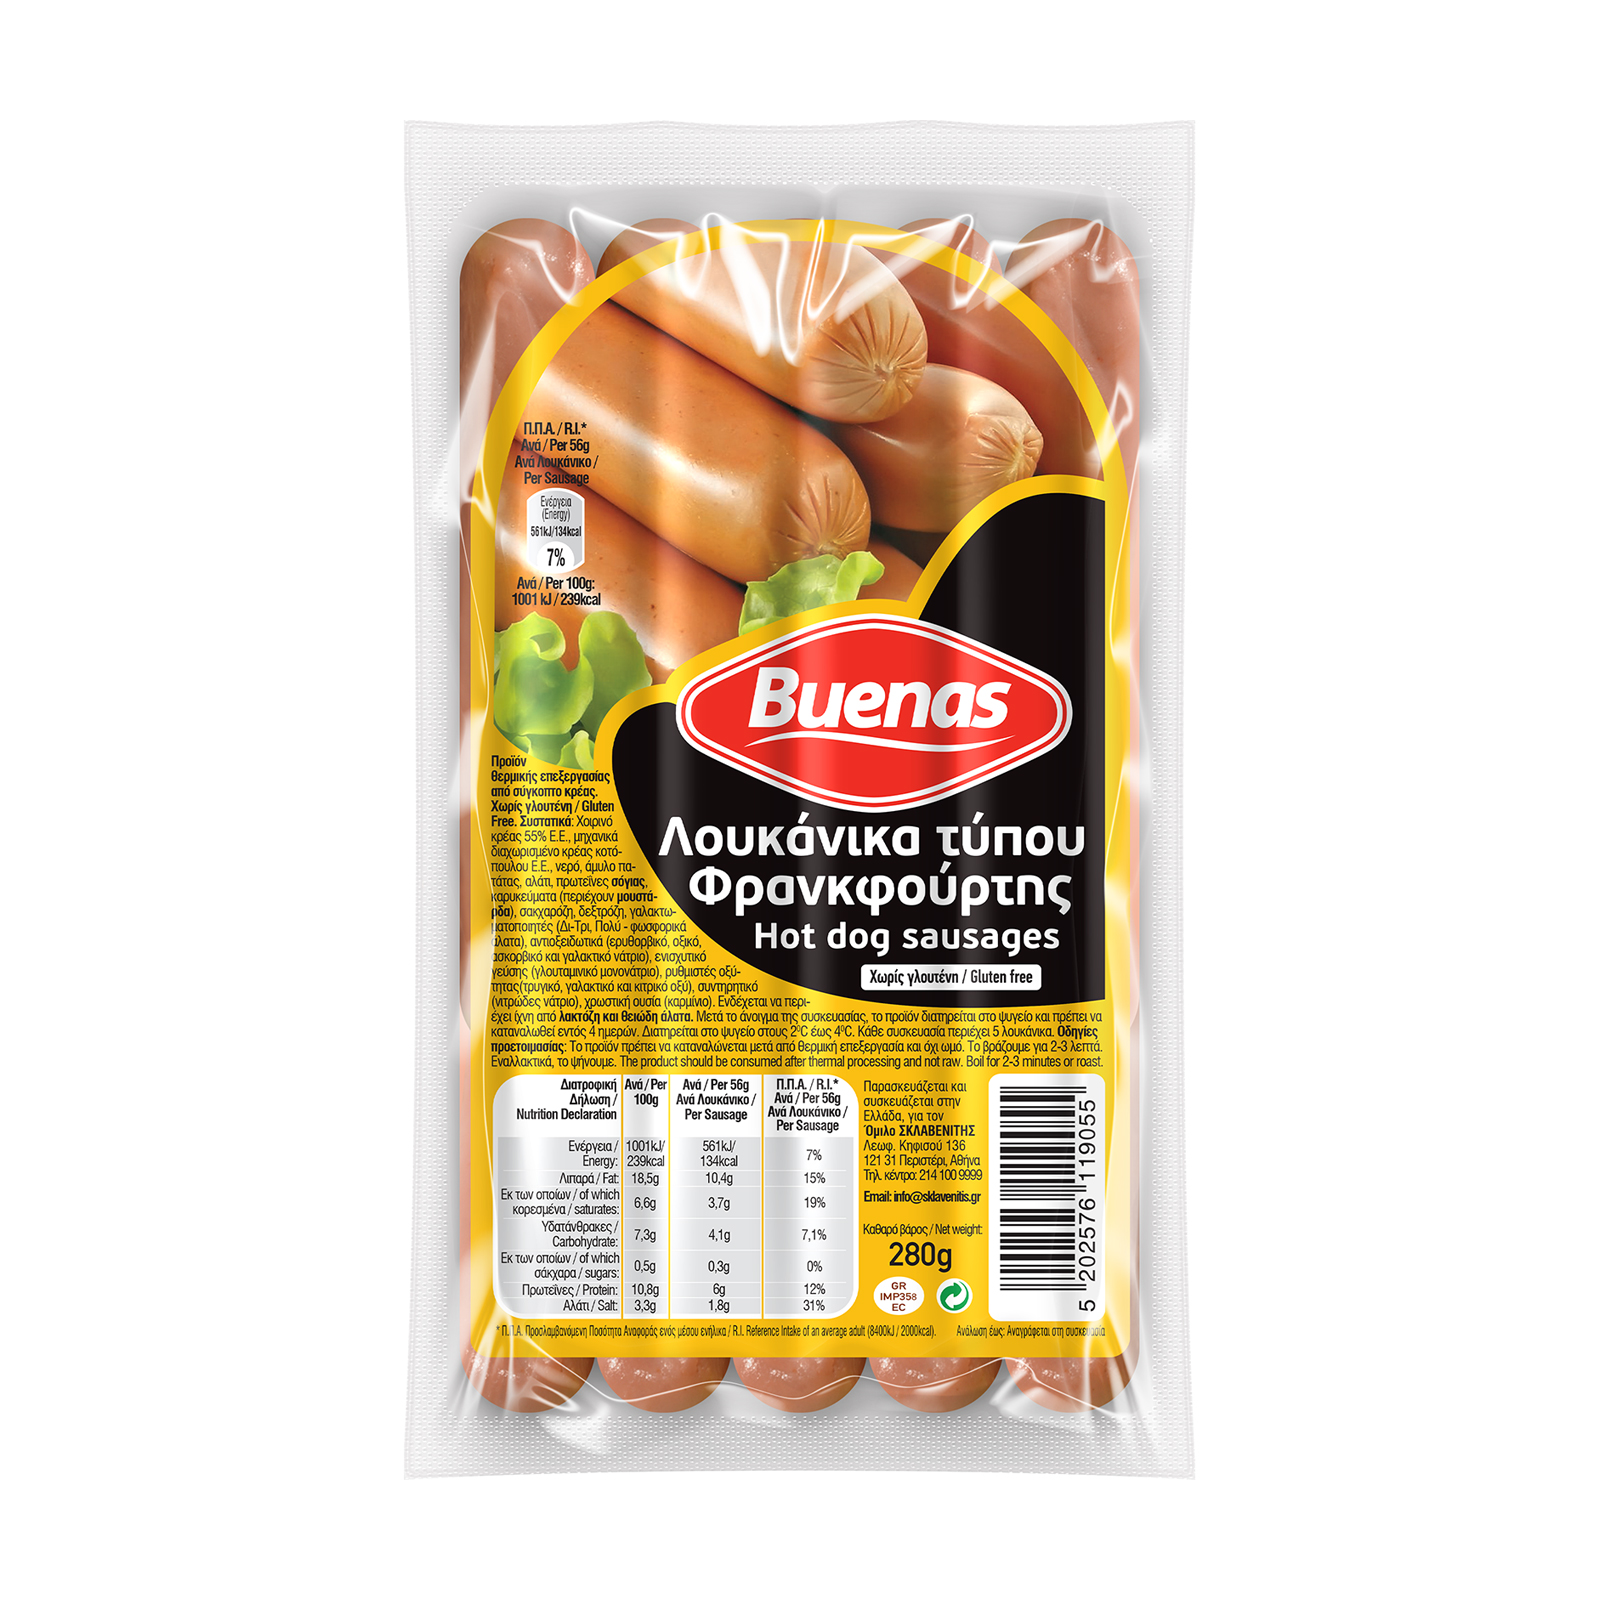 Π.Π.Α. / R.I.*
Ανά / Per 56g
Ανά Λουκάνικο /
Per Sausage
Ενέργεια
(Energy)
561kJ/134kcal
7%
Ανά / Per 100g:
1001 kJ / 239kcal
Buenas
Λουκάνικα τύπου
Φρανκφούρτης
Hot dog sausages
Χωρίς γλουτένη / Gluten free
Προϊόν
θερμικής επεξεργασίας
από σύγκοπτο κρέας.
Χωρίς γλουτένη / Gluten
Free. Συστατικά: Χοιρινό
κρέας 55% Ε.Ε., μηχανικά
διαχωρισμένο κρέας κοτό-
πουλου Ε.Ε., νερό, άμυλο πα-
τάτας, αλάτι, πρωτεΐνες σόγιας,
καρυκεύματα (περιέχουν μουστά-
ρδα), σακχαρόζη, δεξτρόζη, γαλακτω-
ματοποιητές (Δι-Τρι, Πολύ - φωσφορικά
άλατα), αντιοξειδωτικά (ερυθορβικό, οξικό,
ασκορβικό και γαλακτικό νάτριο), ενισχυτικό
γεύσης (γλουταμινικό μονονάτριο), ρυθμιστές οξύ-
τητας(τρυγικό, γαλακτικό και κιτρικό οξύ), συντηρητικό
(νιτρώδες νάτριο), χρωστική ουσία (καρμίνιο). Ενδέχεται να περι-
έχει ίχνη από λακτόζη και θειώδη άλατα. Μετά το άνοιγμα της συσκευασίας, το προϊόν διατηρείται στο ψυγείο και πρέπει να
καταναλωθεί εντός 4 ημερών. Διατηρείται στο ψυγείο στους 2⁰C έως 4⁰C. Κάθε συσκευασία περιέχει 5 λουκάνικα. Οδηγίες
προετοιμασίας: Το προϊόν πρέπει να καταναλώνεται μετά από θερμική επεξεργασία και όχι ωμό. Το βράζουμε για 2-3 λεπτά.
Εναλλακτικά, το ψήνουμε. The product should be consumed after thermal processing and not raw. Boil for 2-3 minutes or roast.
Διατροφική Δήλωση / Nutrition Declaration Ανά / Per 100g Ανά / Per 56g Ανά Λουκάνικο / Per Sausage Π.Π.Α. / R.I.* Ανά / Per 56g Ανά Λουκάνικο / Per Sausage
Ενέργεια / Energy: 1001kJ/ 239kcal 561kJ/ 134kcal 7%
Λιπαρά / Fat: 18,5g 10,4g 15%
Εκ των οποίων / of which κορεσμένα / saturates: 6,6g 3,7g 19%
Υδατάνθρακες / Carbohydrate: 7,3g 4,1g 7,1%
Εκ των οποίων / of which σάκχαρα / sugars: 0,5g 0,3g 0%
Πρωτεΐνες / Protein: 10,8g 6g 12%
Αλάτι / Salt: 3,3g 1,8g 31%
Παρασκευάζεται και
συσκευάζεται στην
Ελλάδα, για τον
Όμιλο ΣΚΛΑΒΕΝΙΤΗΣ
Λεωφ. Κηφισού 136
121 31 Περιστέρι, Αθήνα
Τηλ. κέντρο: 214 100 9999
Email: info@sklavenitis.gr
Καθαρό βάρος / Net weight:
280g
GR
IMP358
EC
5 202576 119055
* Π.Π.Α. Προσλαμβανόμενη Ποσότητα Αναφοράς ενός μέσου ενήλικα / R.I. Reference Intake of an average adult (8400kJ / 2000kcal). Ανάλωση έως: Αναγράφεται στη συσκευασία